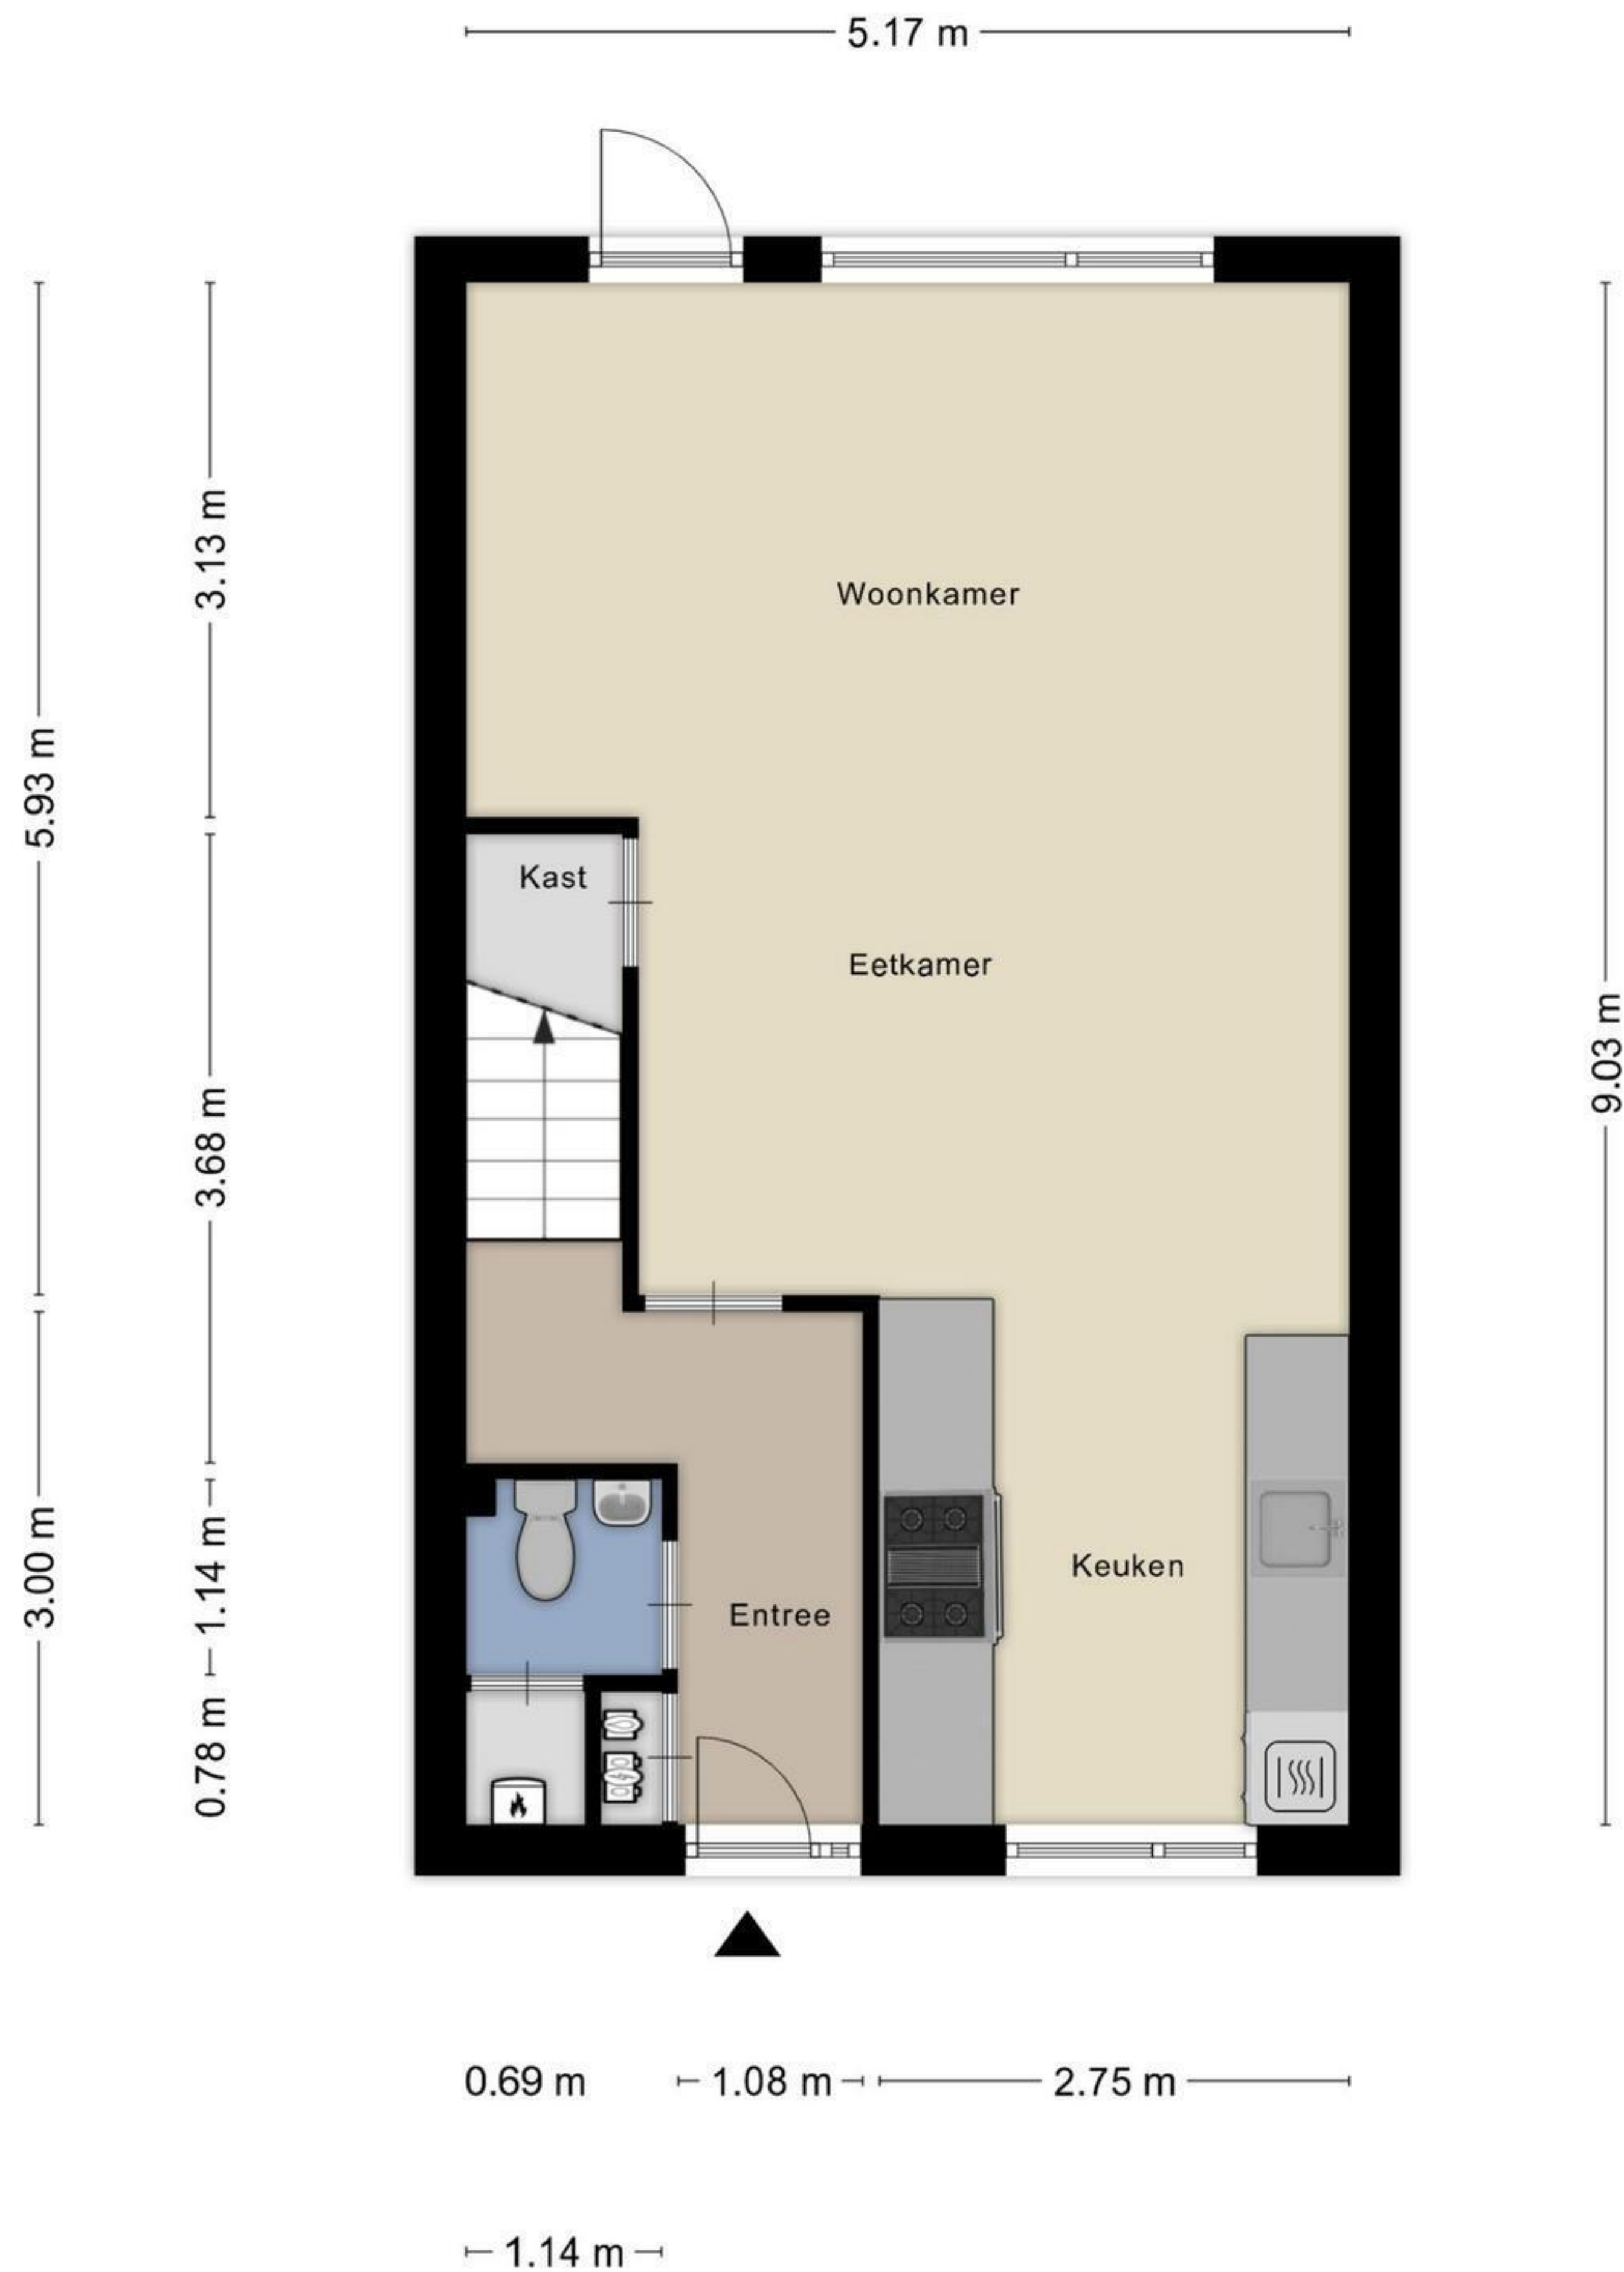 5.17 m
Woonkamer
3.13 m
5.93 m
Kast
Eetkamer
9.03 m
3.68 m
3.00 m
1.14 m
Keuken
Entree
0.78 m
0.69 m
1.08 m
2.75 m
1.14 m